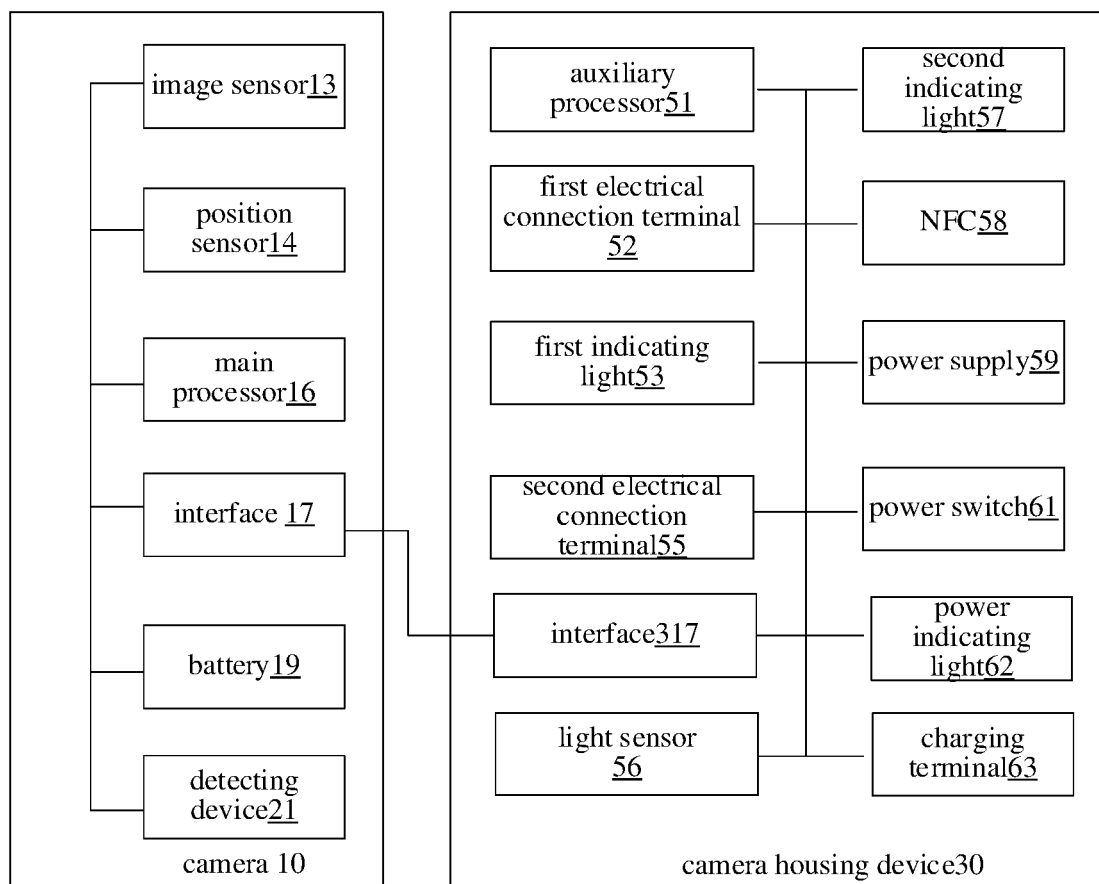 image sensor13
position
sensor14
main
processor16
interface 17
battery19
detecting
device21
camera 10
auxiliary
processor51
first electrical
connection terminal
52
first indicating
light53
second electrical
connection
terminal55
interface317
light sensor
56
second
indicating
light57
NFC58
power supply59
power switch61
power
indicating
light62
charging
terminal63
camera housing device30